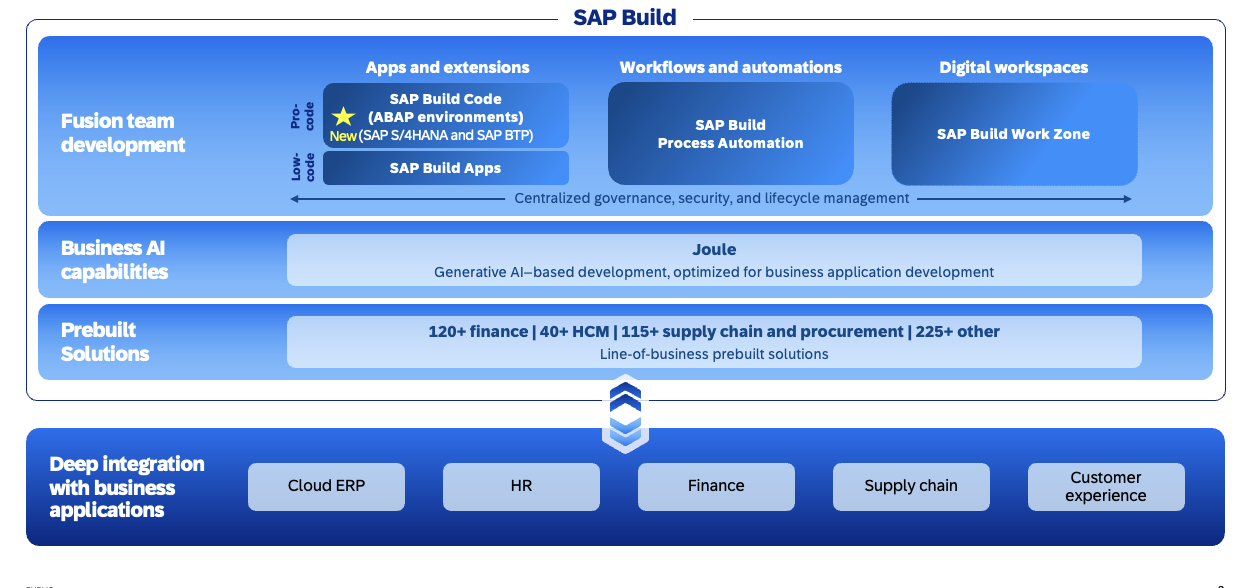 SAP Build
Apps and extensions
Workflows and automations
Digital workspaces
Fusion team
development
Pro-
code
New
SAP Build Code
(ABAP environments)
(SAP S/4HANA and SAP BTP)
Low-
code
SAP Build Apps
SAP Build
Process Automation
SAP Build Work Zone
Centralized governance, security, and lifecycle management
Business AI
capabilities
Joule
Generative AI–based development, optimized for business application development
Prebuilt
Solutions
120+ finance | 40+ HCM | 115+ supply chain and procurement | 225+ other
Line-of-business prebuilt solutions
Deep integration
with business
applications
Cloud ERP
HR
Finance
Supply chain
Customer
experience